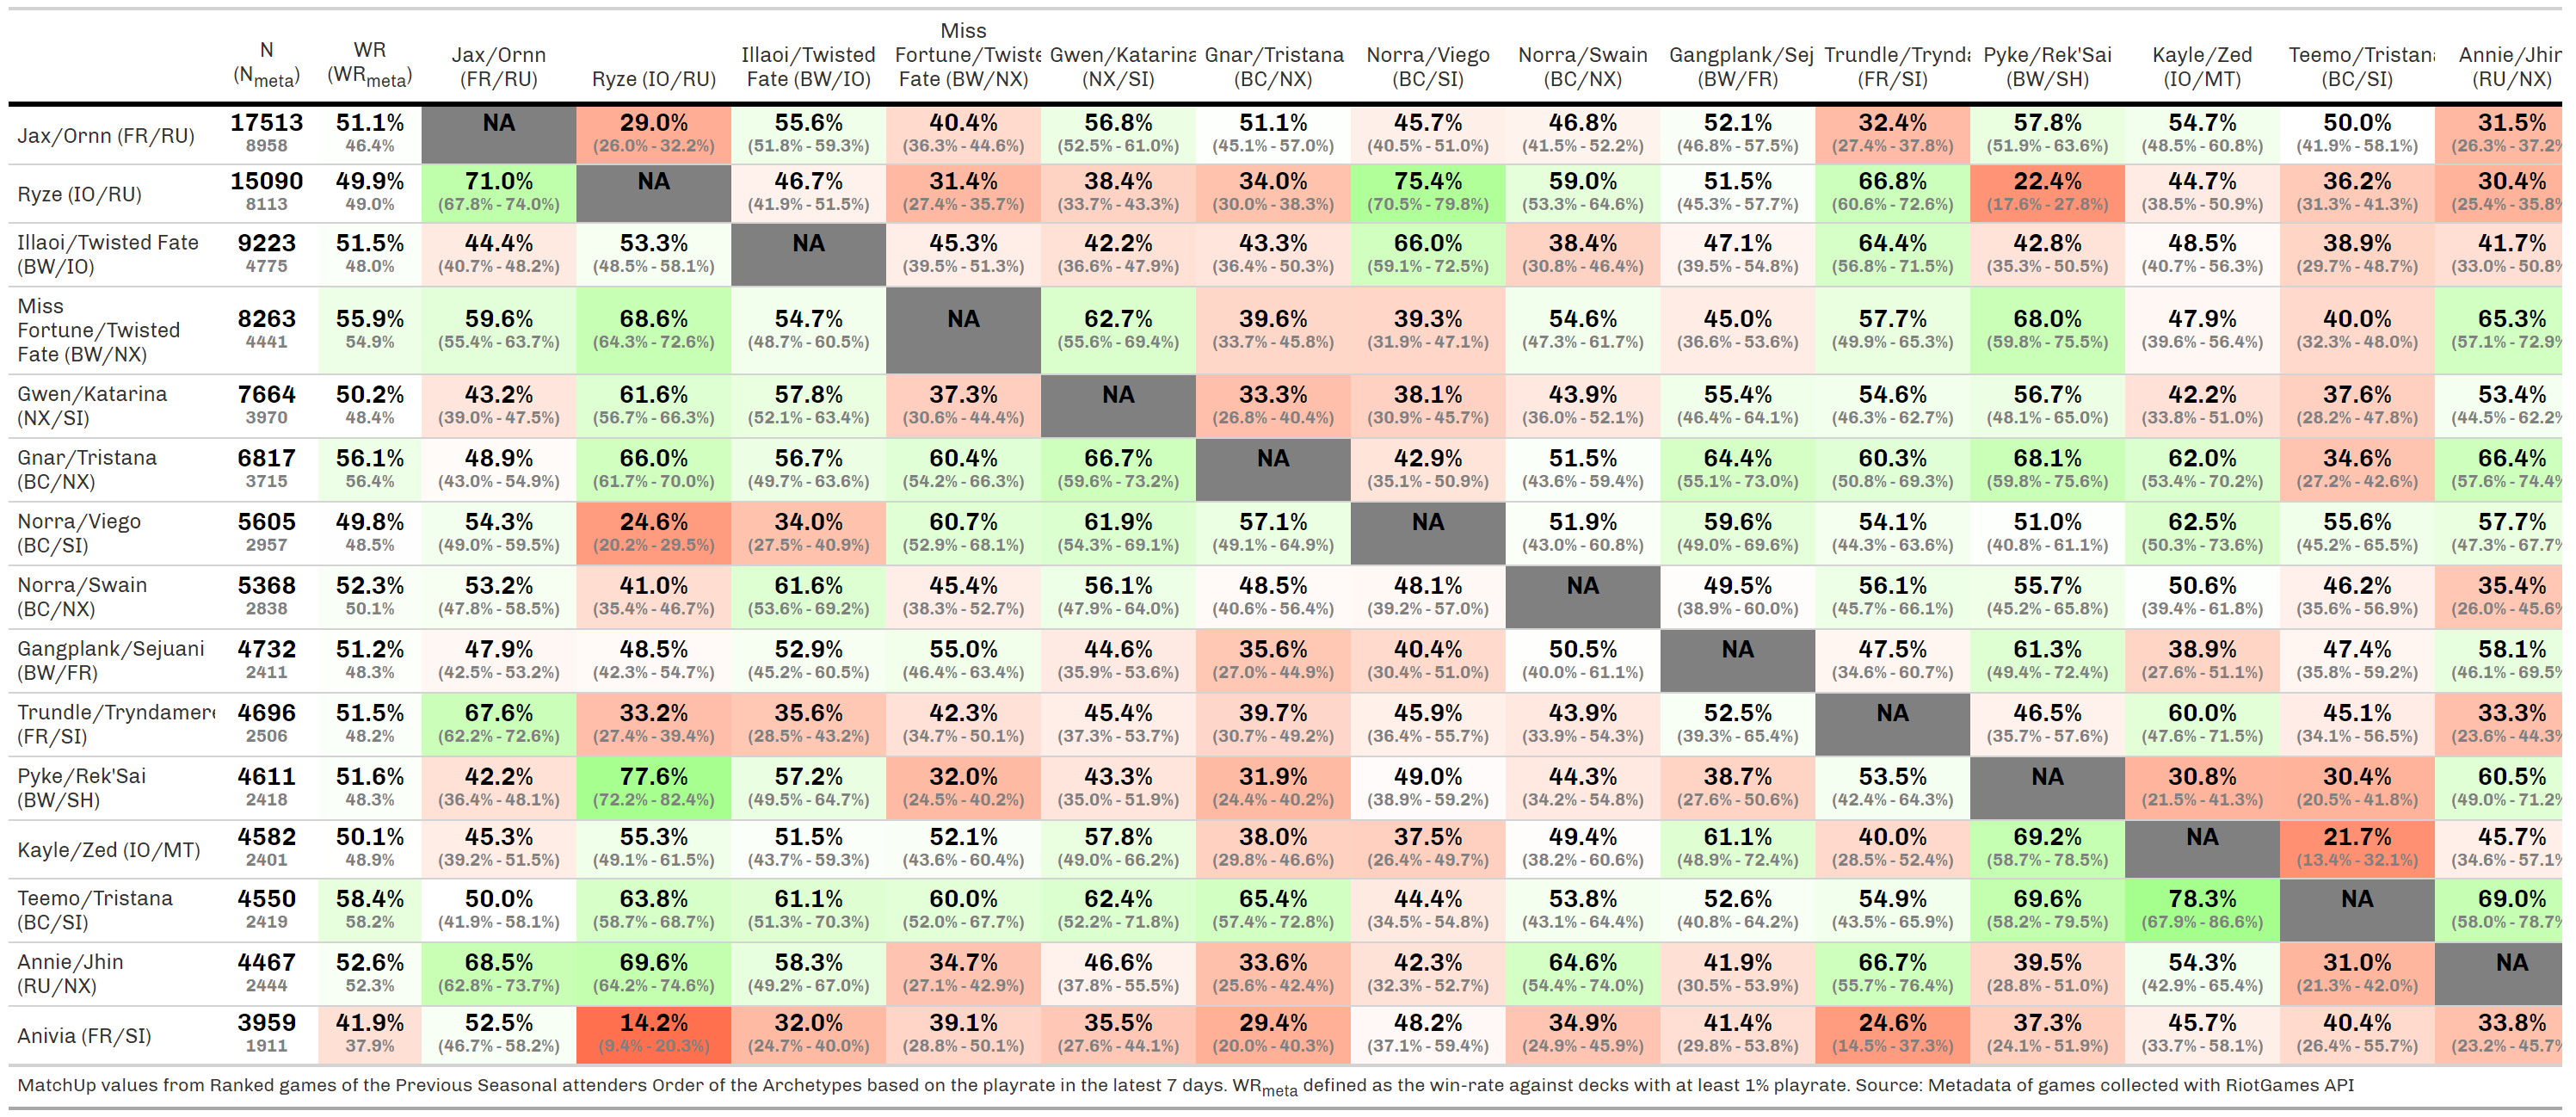 N (Nmeta) WR (WRmeta) Jax/Ornn (FR/RU) Ryze (IO/RU) Illaoi/Twisted Fate (BW/IO) Miss Fortune/Twiste Fate (BW/NX) Gwen/Katarina (NX/SI) Gnar/Tristana (BC/NX) Norra/Viego (BC/SI) Norra/Swain (BC/NX) Gangplank/Sej (BW/FR) Trundle/Trynda (FR/SI) Pyke/Rek'Sai (BW/SH) Kayle/Zed (IO/MT) Teemo/Tristana (BC/SI) Annie/Jhin (RU/NX)
Jax/Ornn (FR/RU) 17513 51.1% NA 29.0% 55.6% 40.4% 56.8% 51.1% 45.7% 46.8% 52.1% 32.4% 57.8% 54.7% 50.0% 31.5%
8958 46.4% (26.0% - 32.2%) (51.8% - 59.3%) (36.3% - 44.6%) (52.5% - 61.0%) (45.1% - 57.0%) (40.5% - 51.0%) (41.5% - 52.2%) (46.8% - 57.5%) (27.4% - 37.8%) (51.9% - 63.6%) (48.5% - 60.8%) (41.9% - 58.1%) (26.3% - 37.2%
Ryze (IO/RU) 15090 49.9% 71.0% NA 46.7% 31.4% 38.4% 34.0% 75.4% 59.0% 51.5% 66.8% 22.4% 44.7% 36.2% 30.4%
8113 49.0% (67.8% - 74.0%) (41.9% - 51.5%) (27.4% - 35.7%) (33.7% - 43.3%) (30.0% - 38.3%) (70.5% - 79.8%) (53.3% - 64.6%) (45.3% - 57.7%) (60.6% - 72.6%) (17.6% - 27.8%) (38.5% - 50.9%) (31.3% - 41.3%) (25.4% - 35.8%
Illaoi/Twisted Fate (BW/IO) 9223 51.5% 44.4% 53.3% NA 45.3% 42.2% 43.3% 66.0% 38.4% 47.1% 64.4% 42.8% 48.5% 38.9% 41.7%
4775 48.0% (40.7% - 48.2%) (48.5% - 58.1%) (39.5% - 51.3%) (36.6% - 47.9%) (36.4% - 50.3%) (59.1% - 72.5%) (30.8% - 46.4%) (39.5% - 54.8%) (56.8% - 71.5%) (35.3% - 50.5%) (40.7% - 56.3%) (29.7% - 48.7%) (33.0% - 50.8%
Miss Fortune/Twisted Fate (BW/NX) 8263 55.9% 59.6% 68.6% 54.7% NA 62.7% 39.6% 39.3% 54.6% 45.0% 57.7% 68.0% 47.9% 40.0% 65.3%
4441 54.9% (55.4% - 63.7%) (64.3% - 72.6%) (48.7% - 60.5%) (55.6% - 69.4%) (33.7% - 45.8%) (31.9% - 47.1%) (47.3% - 61.7%) (36.6% - 53.6%) (49.9% - 65.3%) (59.8% - 75.5%) (39.6% - 56.4%) (32.3% - 48.0%) (57.1% - 72.9%
Gwen/Katarina (NX/SI) 7664 50.2% 43.2% 61.6% 57.8% 37.3% NA 33.3% 38.1% 43.9% 55.4% 54.6% 56.7% 42.2% 37.6% 53.4%
3970 48.4% (39.0% - 47.5%) (56.7% - 66.3%) (52.1% - 63.4%) (30.6% - 44.4%) (26.8% - 40.4%) (30.9% - 45.7%) (36.0% - 52.1%) (46.4% - 64.1%) (46.3% - 62.7%) (48.1% - 65.0%) (33.8% - 51.0%) (28.2% - 47.8%) (44.5% - 62.2%
Gnar/Tristana (BC/NX) 6817 56.1% 48.9% 66.0% 56.7% 60.4% 66.7% NA 42.9% 51.5% 64.4% 60.3% 68.1% 62.0% 34.6% 66.4%
3715 56.4% (43.0% - 54.9%) (61.7% - 70.0%) (49.7% - 63.6%) (54.2% - 66.3%) (59.6% - 73.2%) (35.1% - 50.9%) (43.6% - 59.4%) (55.1% - 73.0%) (50.8% - 69.3%) (59.8% - 75.6%) (53.4% - 70.2%) (27.2% - 42.6%) (57.6% - 74.4%
Norra/Viego (BC/SI) 5605 49.8% 54.3% 24.6% 34.0% 60.7% 61.9% 57.1% NA 51.9% 59.6% 54.1% 51.0% 62.5% 55.6% 57.7%
2957 48.5% (49.0% - 59.5%) (20.2% - 29.5%) (27.5% - 40.9%) (52.9% - 68.1%) (54.3% - 69.1%) (49.1% - 64.9%) (43.0% - 60.8%) (49.0% - 69.6%) (44.3% - 63.6%) (40.8% - 61.1%) (50.3% - 73.6%) (45.2% - 65.5%) (47.3% - 67.7%
Norra/Swain (BC/NX) 5368 52.3% 53.2% 41.0% 61.6% 45.4% 56.1% 48.5% 48.1% NA 49.5% 56.1% 55.7% 50.6% 46.2% 35.4%
2838 50.1% (47.8% - 58.5%) (35.4% - 46.7%) (53.6% - 69.2%) (38.3% - 52.7%) (47.9% - 64.0%) (40.6% - 56.4%) (39.2% - 57.0%) (38.9% - 60.0%) (45.7% - 66.1%) (45.2% - 65.8%) (39.4% - 61.8%) (35.6% - 56.9%) (26.0% - 45.6%
Gangplank/Sejuani (BW/FR) 4732 51.2% 47.9% 48.5% 52.9% 55.0% 44.6% 35.6% 40.4% 50.5% NA 47.5% 61.3% 38.9% 47.4% 58.1%
2411 48.3% (42.5% - 53.2%) (42.3% - 54.7%) (45.2% - 60.5%) (46.4% - 63.4%) (35.9% - 53.6%) (27.0% - 44.9%) (30.4% - 51.0%) (40.0% - 61.1%) (34.6% - 60.7%) (49.4% - 72.4%) (27.6% - 51.1%) (35.8% - 59.2%) (46.1% - 69.5%
Trundle/Tryndamere (FR/SI) 4696 51.5% 67.6% 33.2% 35.6% 42.3% 45.4% 39.7% 45.9% 43.9% 52.5% NA 46.5% 60.0% 45.1% 33.3%
2506 48.2% (62.2% - 72.6%) (27.4% - 39.4%) (28.5% - 43.2%) (34.7% - 50.1%) (37.3% - 53.7%) (30.7% - 49.2%) (36.4% - 55.7%) (33.9% - 54.3%) (39.3% - 65.4%) (35.7% - 57.6%) (47.6% - 71.5%) (34.1% - 56.5%) (23.6% - 44.3%
Pyke/Rek'Sai (BW/SH) 4611 51.6% 42.2% 77.6% 57.2% 32.0% 43.3% 31.9% 49.0% 44.3% 38.7% 53.5% NA 30.8% 30.4% 60.5%
2418 48.3% (36.4% - 48.1%) (72.2% - 82.4%) (49.5% - 64.7%) (24.5% - 40.2%) (35.0% - 51.9%) (24.4% - 40.2%) (38.9% - 59.2%) (34.2% - 54.8%) (27.6% - 50.6%) (42.4% - 64.3%) (21.5% - 41.3%) (20.5% - 41.8%) (49.0% - 71.2%
Kayle/Zed (IO/MT) 4582 50.1% 45.3% 55.3% 51.5% 52.1% 57.8% 38.0% 37.5% 49.4% 61.1% 40.0% 69.2% NA 21.7% 45.7%
2401 48.9% (39.2% - 51.5%) (49.1% - 61.5%) (43.7% - 59.3%) (43.6% - 60.4%) (49.0% - 66.2%) (29.8% - 46.6%) (26.4% - 49.7%) (38.2% - 60.6%) (48.9% - 72.4%) (28.5% - 52.4%) (58.7% - 78.5%) (13.4% - 32.1%) (34.6% - 57.1%
Teemo/Tristana (BC/SI) 4550 58.4% 50.0% 63.8% 61.1% 60.0% 62.4% 65.4% 44.4% 53.8% 52.6% 54.9% 69.6% 78.3% NA 69.0%
2419 58.2% (41.9% - 58.1%) (58.7% - 68.7%) (51.3% - 70.3%) (52.0% - 67.7%) (52.2% - 71.8%) (57.4% - 72.8%) (34.5% - 54.8%) (43.1% - 64.4%) (40.8% - 64.2%) (43.5% - 65.9%) (58.2% - 79.5%) (67.9% - 86.6%) (58.0% - 78.7%
Annie/Jhin (RU/NX) 4467 52.6% 68.5% 69.6% 58.3% 34.7% 46.6% 33.6% 42.3% 64.6% 41.9% 66.7% 39.5% 54.3% 31.0% NA
2444 52.3% (62.8% - 73.7%) (64.2% - 74.6%) (49.2% - 67.0%) (27.1% - 42.9%) (37.8% - 55.5%) (25.6% - 42.4%) (32.3% - 52.7%) (54.4% - 74.0%) (30.5% - 53.9%) (55.7% - 76.4%) (28.8% - 51.0%) (42.9% - 65.4%) (21.3% - 42.0%)
Anivia (FR/SI) 3959 41.9% 52.5% 14.2% 32.0% 39.1% 35.5% 29.4% 48.2% 34.9% 41.4% 24.6% 37.3% 45.7% 40.4% 33.8%
1911 37.9% (46.7% - 58.2%) (9.4% - 20.3%) (24.7% - 40.0%) (28.8% - 50.1%) (27.6% - 44.1%) (20.0% - 40.3%) (37.1% - 59.4%) (24.9% - 45.9%) (29.8% - 53.8%) (14.5% - 37.3%) (24.1% - 51.9%) (33.7% - 58.1%) (26.4% - 55.7%) (23.2% - 45.7%
MatchUp values from Ranked games of the Previous Seasonal attenders Order of the Archetypes based on the playrate in the latest 7 days. WRmeta defined as the win-rate against decks with at least 1% playrate. Source: Metadata of games collected with RiotGames API